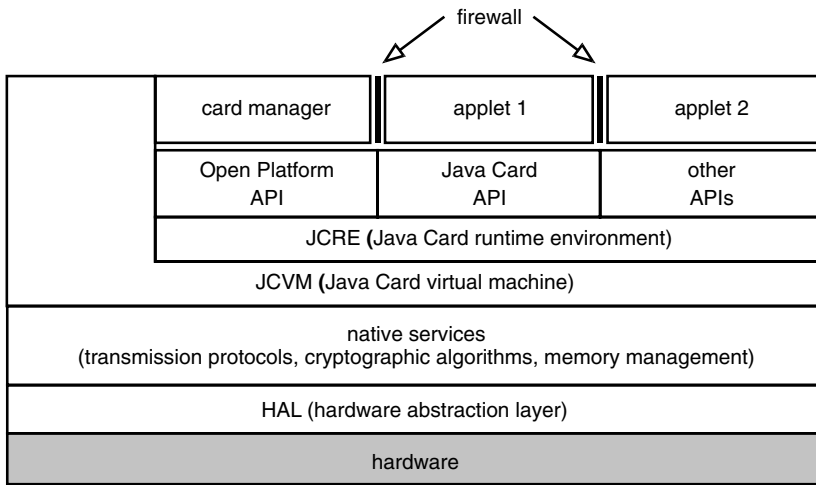 firewall
card manager
applet 1
applet 2
Open Platform
API
Java Card
API
other
APIs
JCRE (Java Card runtime environment)
JCVM (Java Card virtual machine)
native services
(transmission protocols, cryptographic algorithms, memory management)
HAL (hardware abstraction layer)
hardware